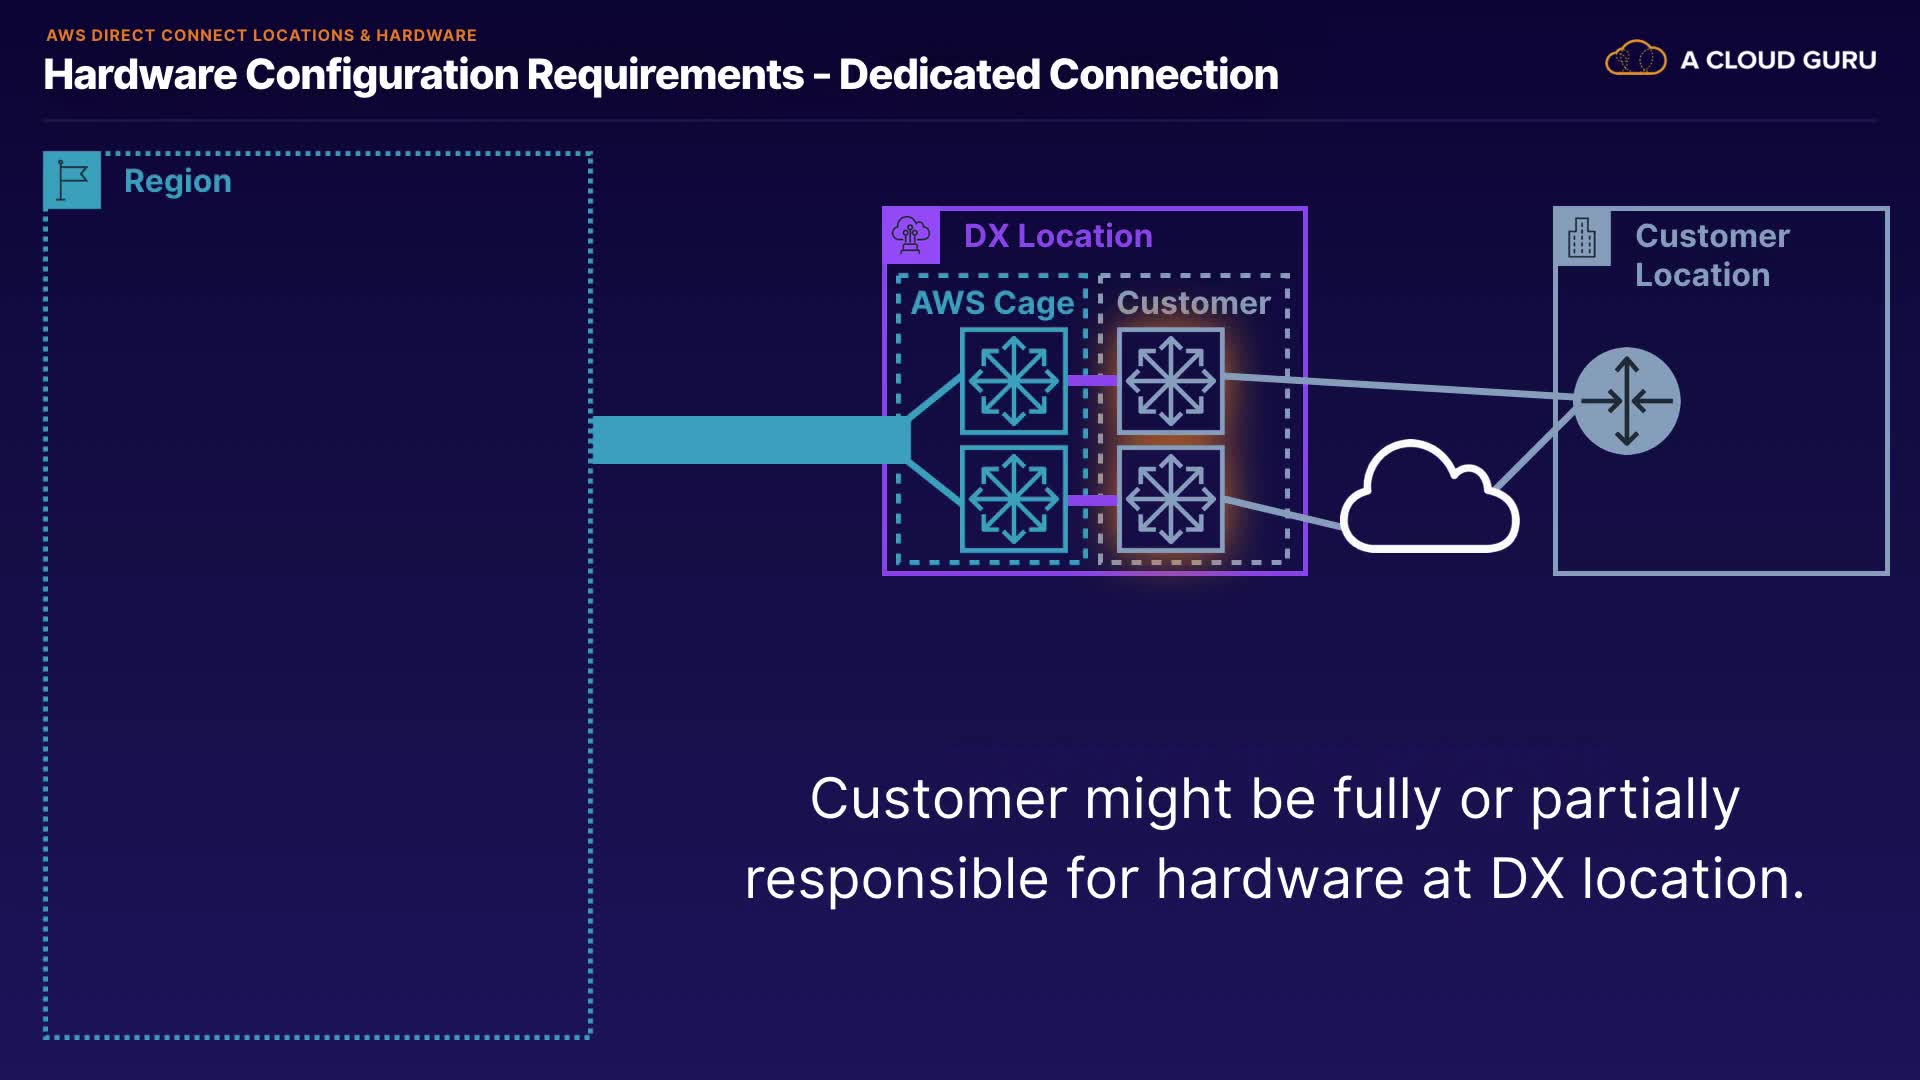 AWS DIRECT CONNECT LOCATIONS & HARDWARE
Hardware Configuration Requirements – Dedicated Connection
A CLOUD GURU
Region
DX Location
Customer
Location
AWS Cage
Customer
Customer might be fully or partially
responsible for hardware at DX location.